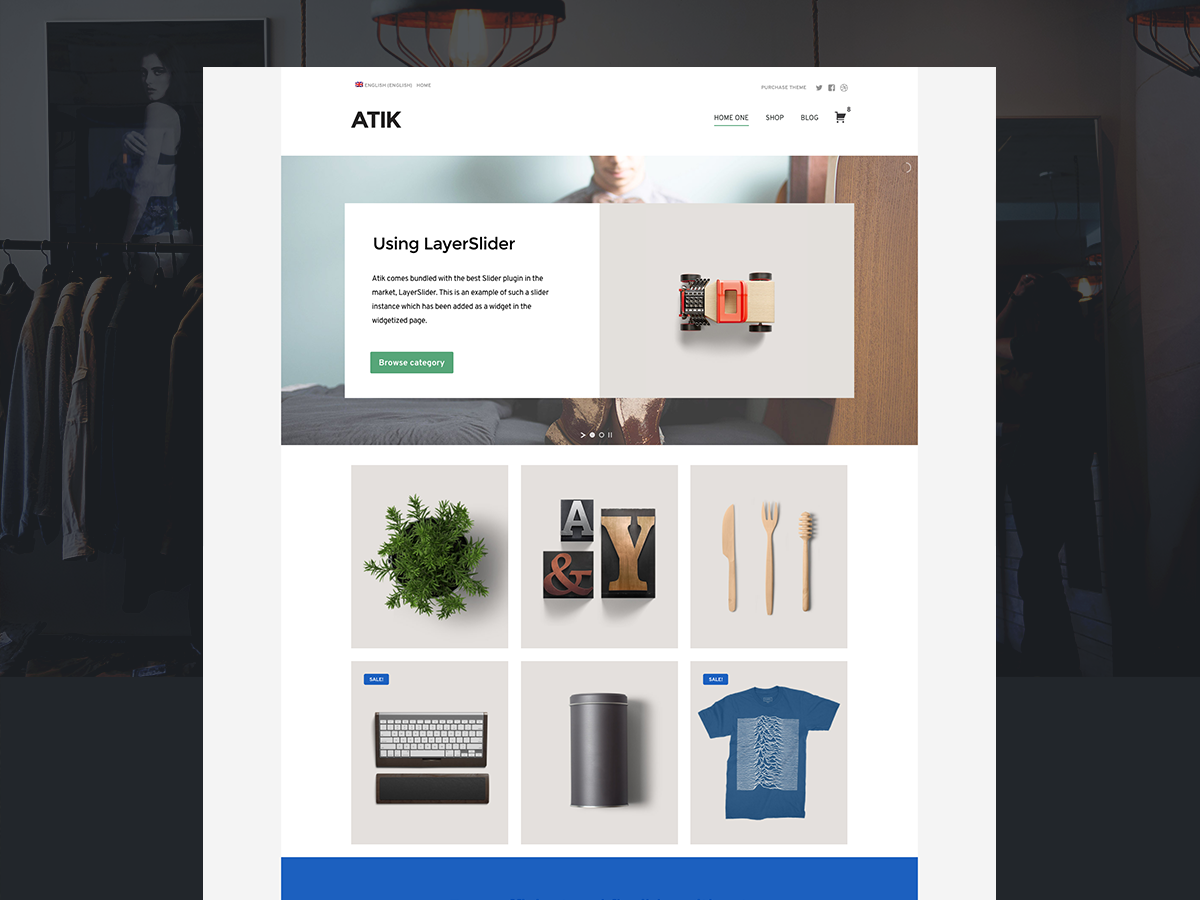 ENGLISH (ENGLISH) HOME
PURCHASE THEME
ATIK
HOME ONE SHOP BLOG 8
Using LayerSlider
Atik comes bundled with the best Slider plugin in the
market, LayerSlider. This is an example of such a slider
instance which has been added as a widget in the
widgetized page.
Browse category
A
&
Y
SALE!
SALE!